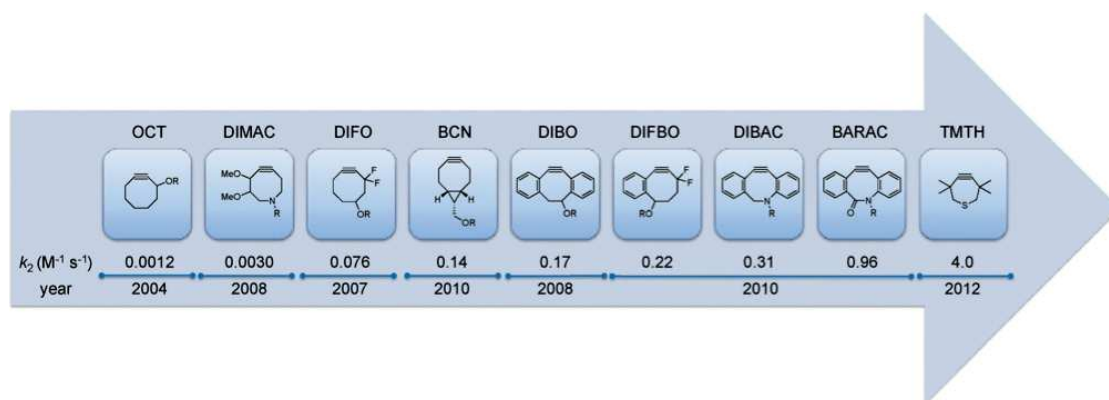 OCT DIMAC DIFO BCN DIBO DIFBO DIBAC BARAC TMTH
OR
MeO
MeO
N
R
F
F
OR
H H
OR
OR
F
F
RO
N
R
O
N
R
S
k₂ (M⁻¹ s⁻¹) 0.0012 0.0030 0.076 0.14 0.17 0.22 0.31 0.96 4.0
year 2004 2008 2007 2010 2008 2010 2012